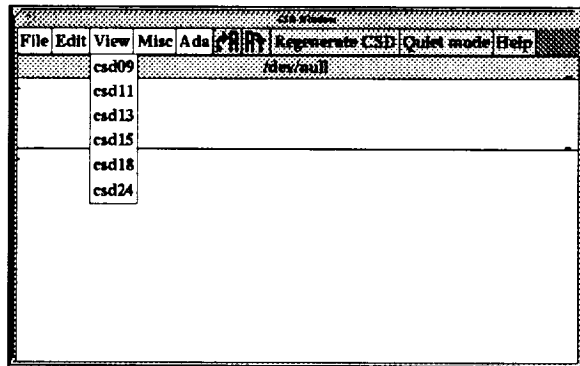 CSD Window
File Edit View Misc Ada Regenerate CSD Quiet mode Help
/dev/null
csd09
csd11
csd13
csd15
csd18
csd24